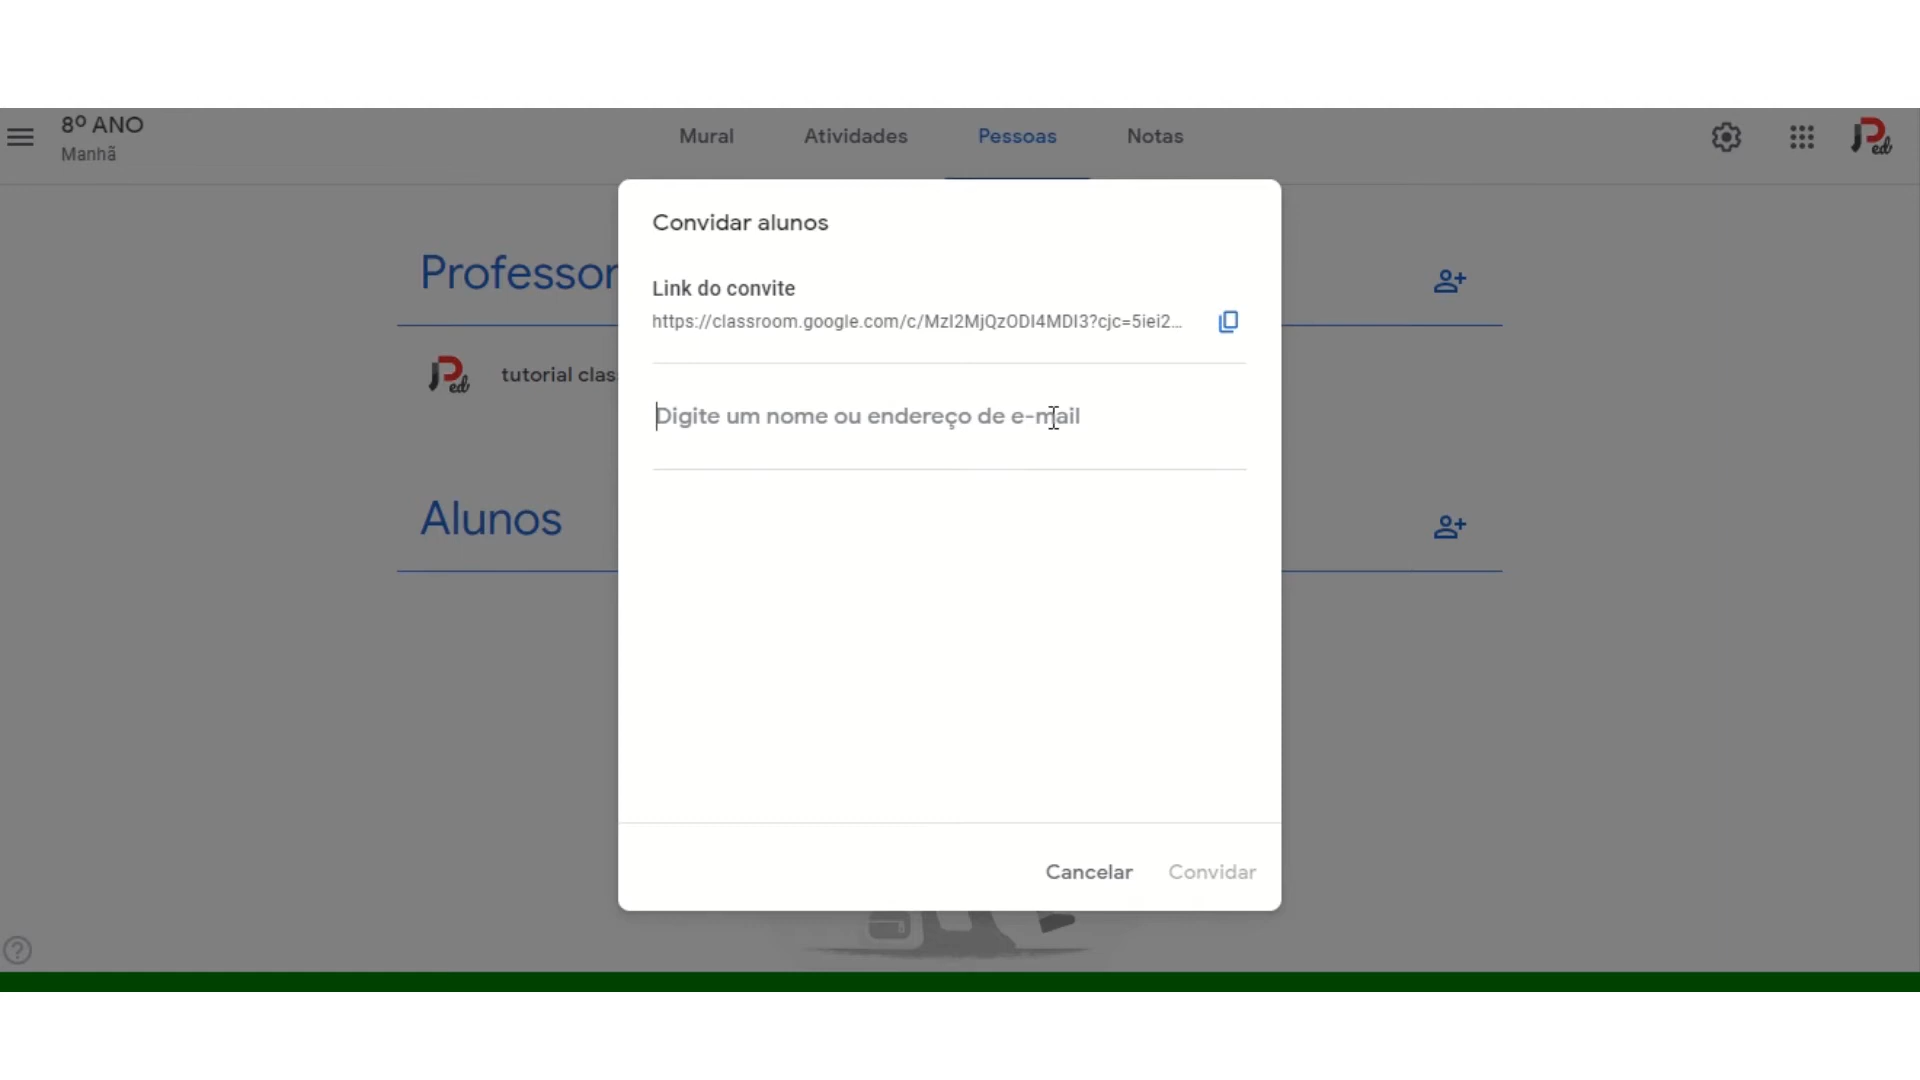 8º ANO
Manhã
Mural
Atividades
Pessoas
Notas
Professor
tutorial clas
Alunos
Convidar alunos
Link do convite
https://classroom.google.com/c/MzI2MjQzODI4MDI3?cjc=5iei2...
Digite um nome ou endereço de e-mail
Cancelar
Convidar